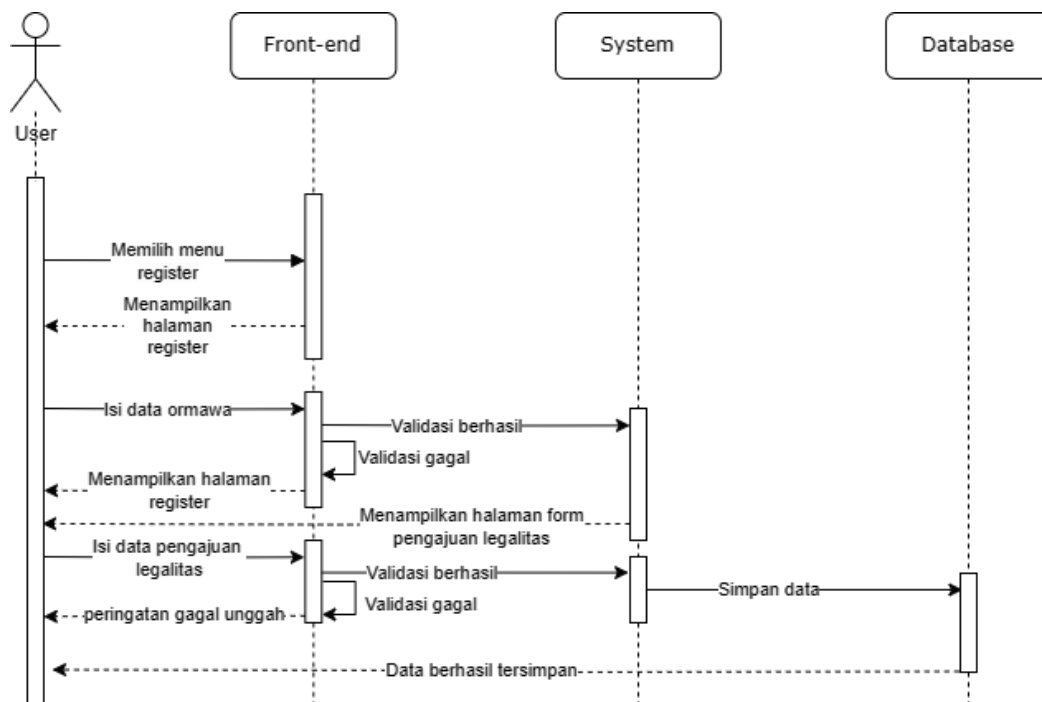 Front-end
System
Database
User
Memilih menu
register
Menampilkan
halaman
register
Isi data ormawa
Validasi berhasil
Validasi gagal
Menampilkan halaman
register
Menampilkan halaman form
pengajuan legalitas
Isi data pengajuan
legalitas
Validasi berhasil
Simpan data
Validasi gagal
peringatan gagal unggah
Data berhasil tersimpan